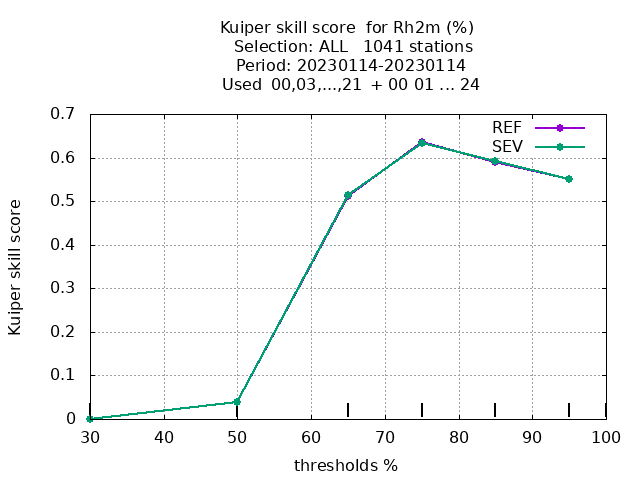 Kuiper skill score  for Rh2m (%)
Selection: ALL   1041 stations
Period: 20230114-20230114
Used  00,03,...,21  + 00 01 ... 24
REF
SEV
0.7
0.6
0.5
0.4
0.3
0.2
0.1
0
Kuiper skill score
30 40 50 60 70 80 90 100
thresholds %